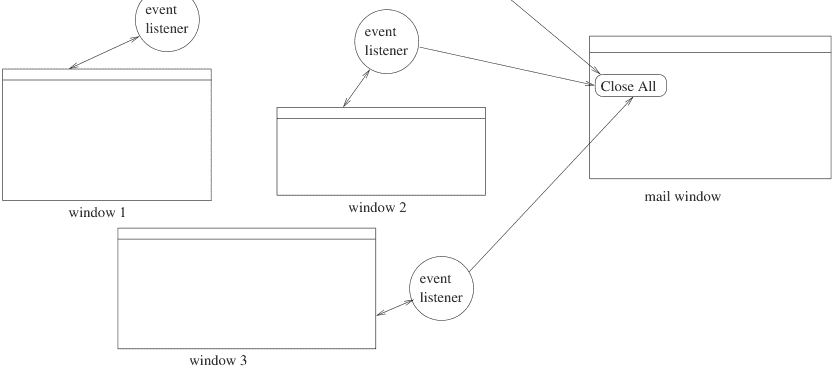 event
listener
event
listener
Close All
window 1
window 2
mail window
event
listener
window 3